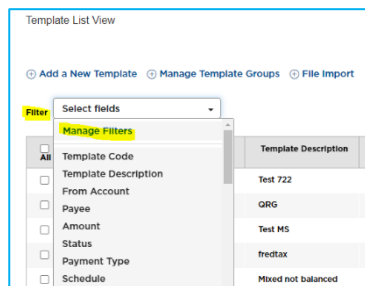 Template List View
Add a New Template Manage Template Groups File Import
Filter Select fields
Manage Filters
All Template Code Template Description
Template Description Test 722
From Account
Payee QRG
Amount Test MS
Status
Payment Type fredtax
Schedule Mixed not balanced